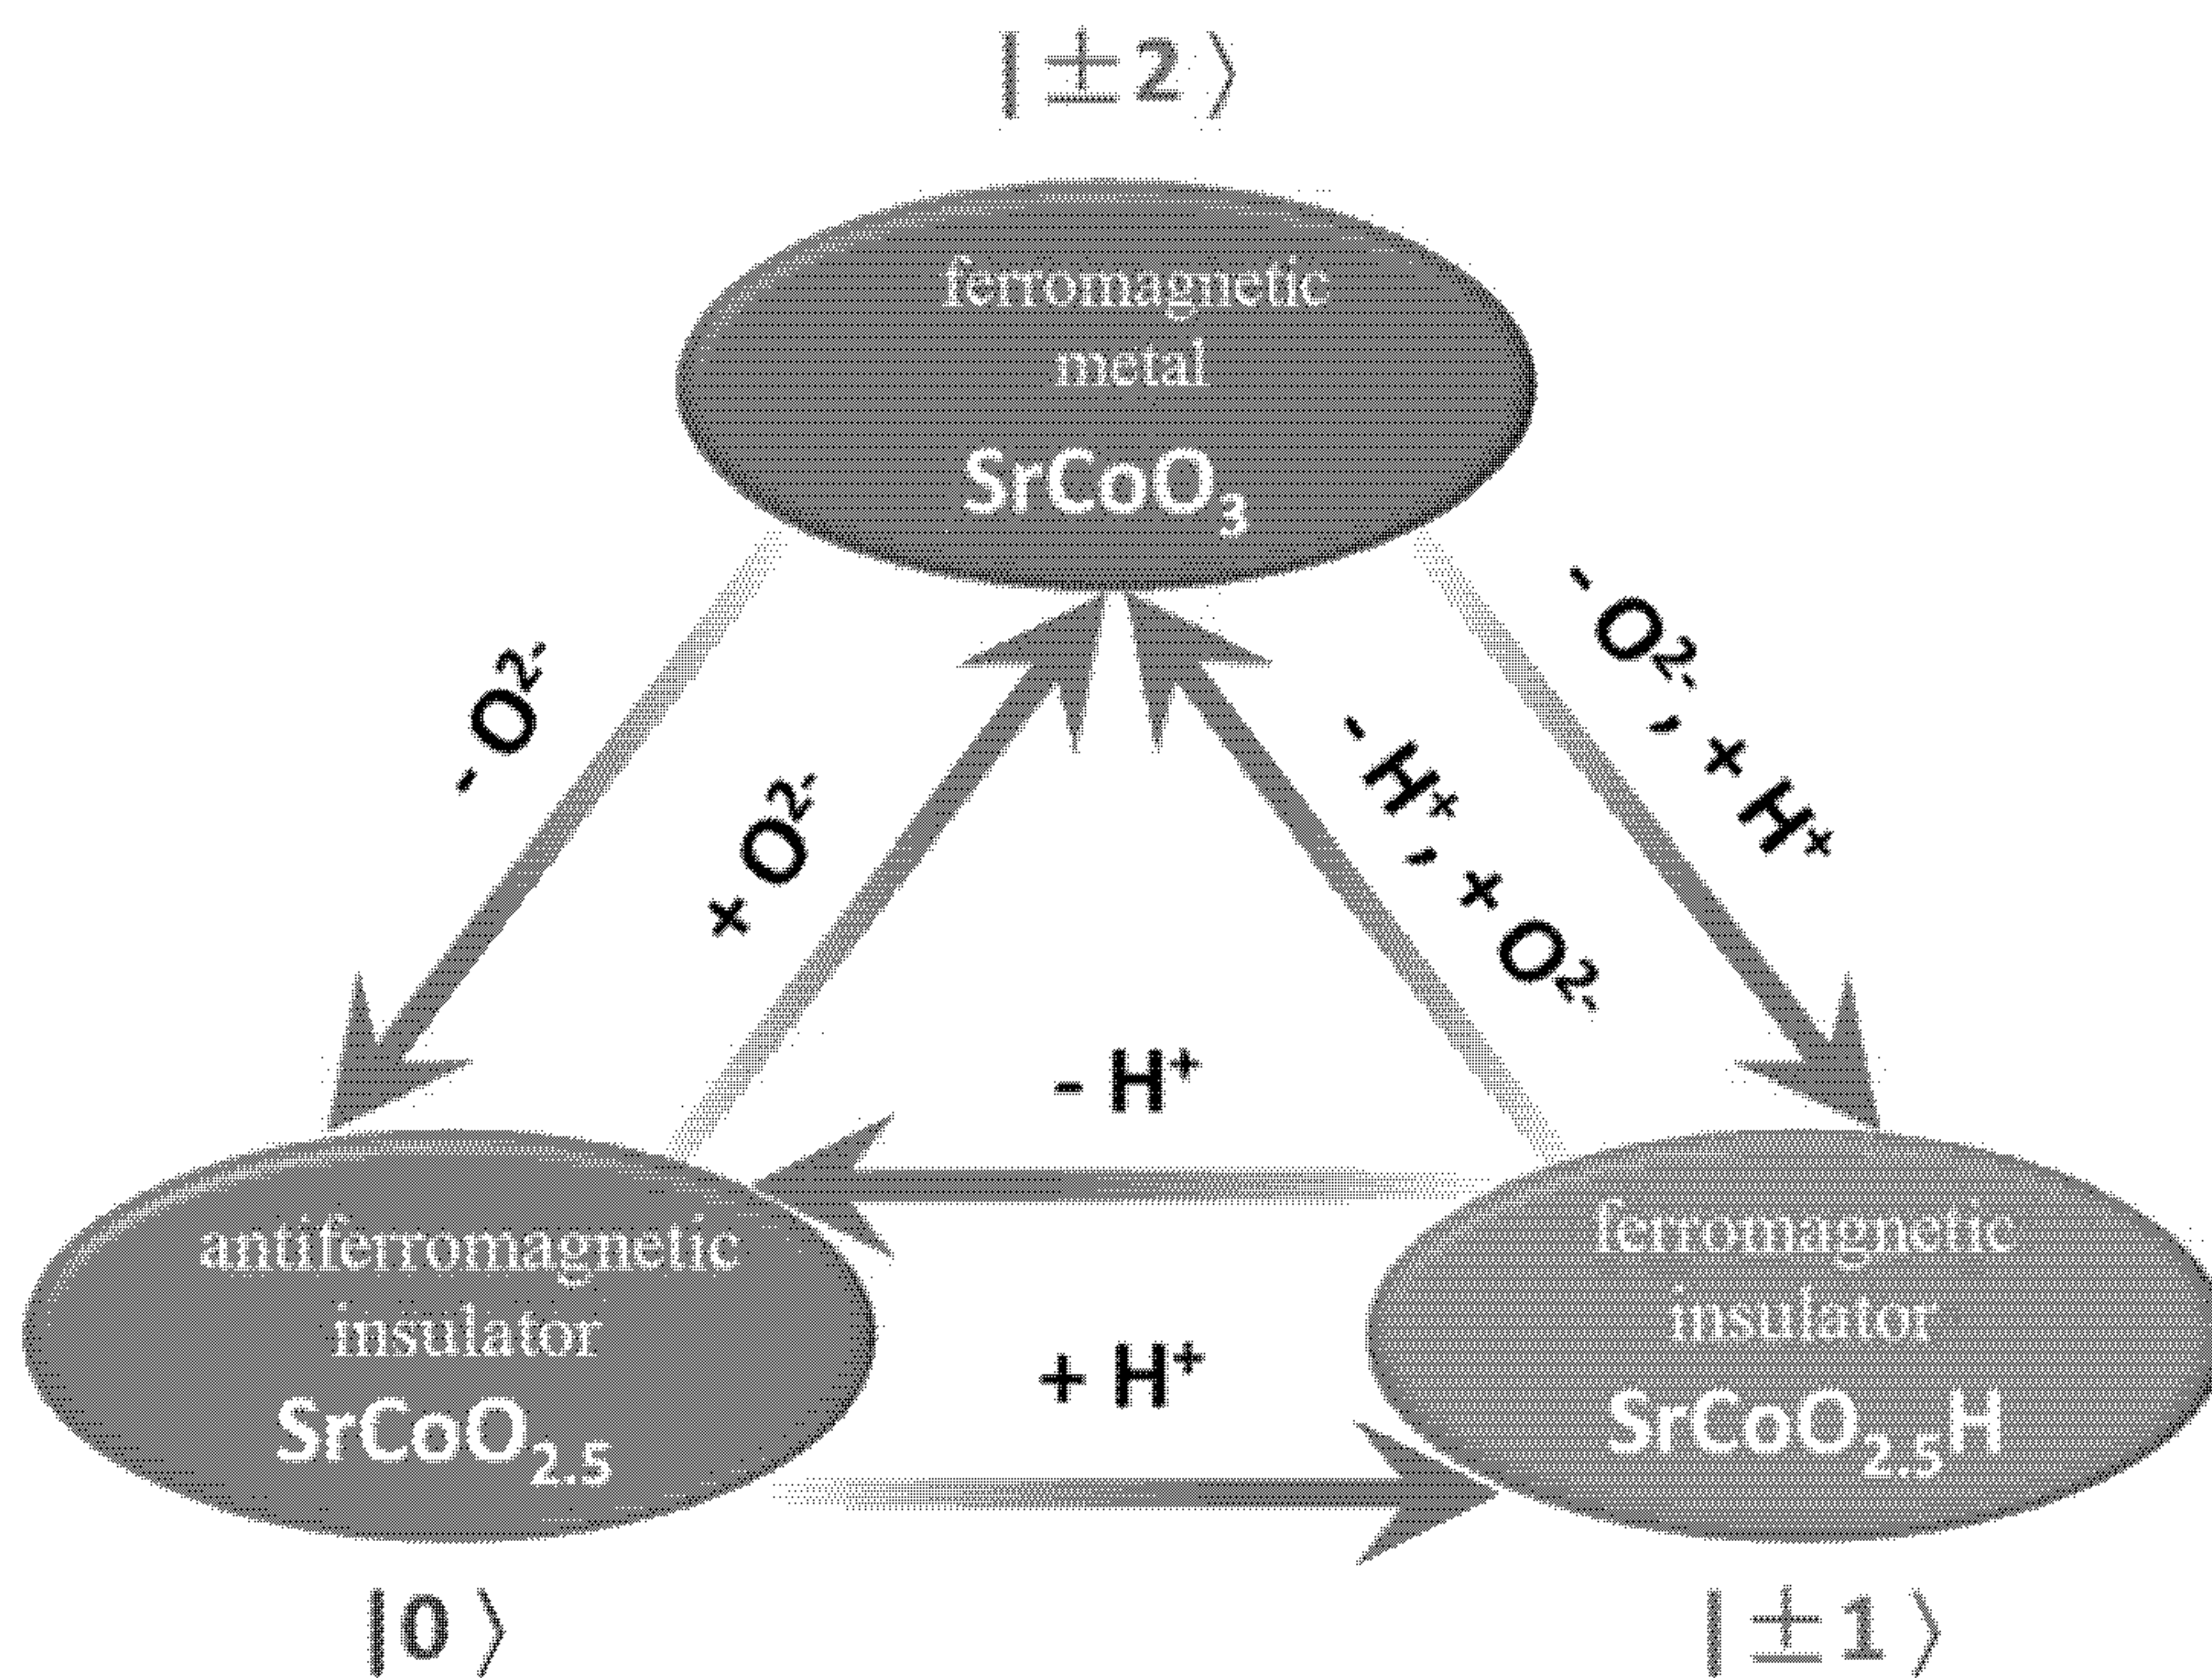 | ± 2 ⟩
ferromagnetic
metal
SrCoO₃
- O²⁻
+ O²⁻
- H⁺, + O²⁻
- O²⁻, + H⁺
- H⁺
+ H⁺
antiferromagnetic
insulator
SrCoO₂.₅
|0 ⟩
ferromagnetic
insulator
SrCoO₂.₅H
| ± 1 ⟩